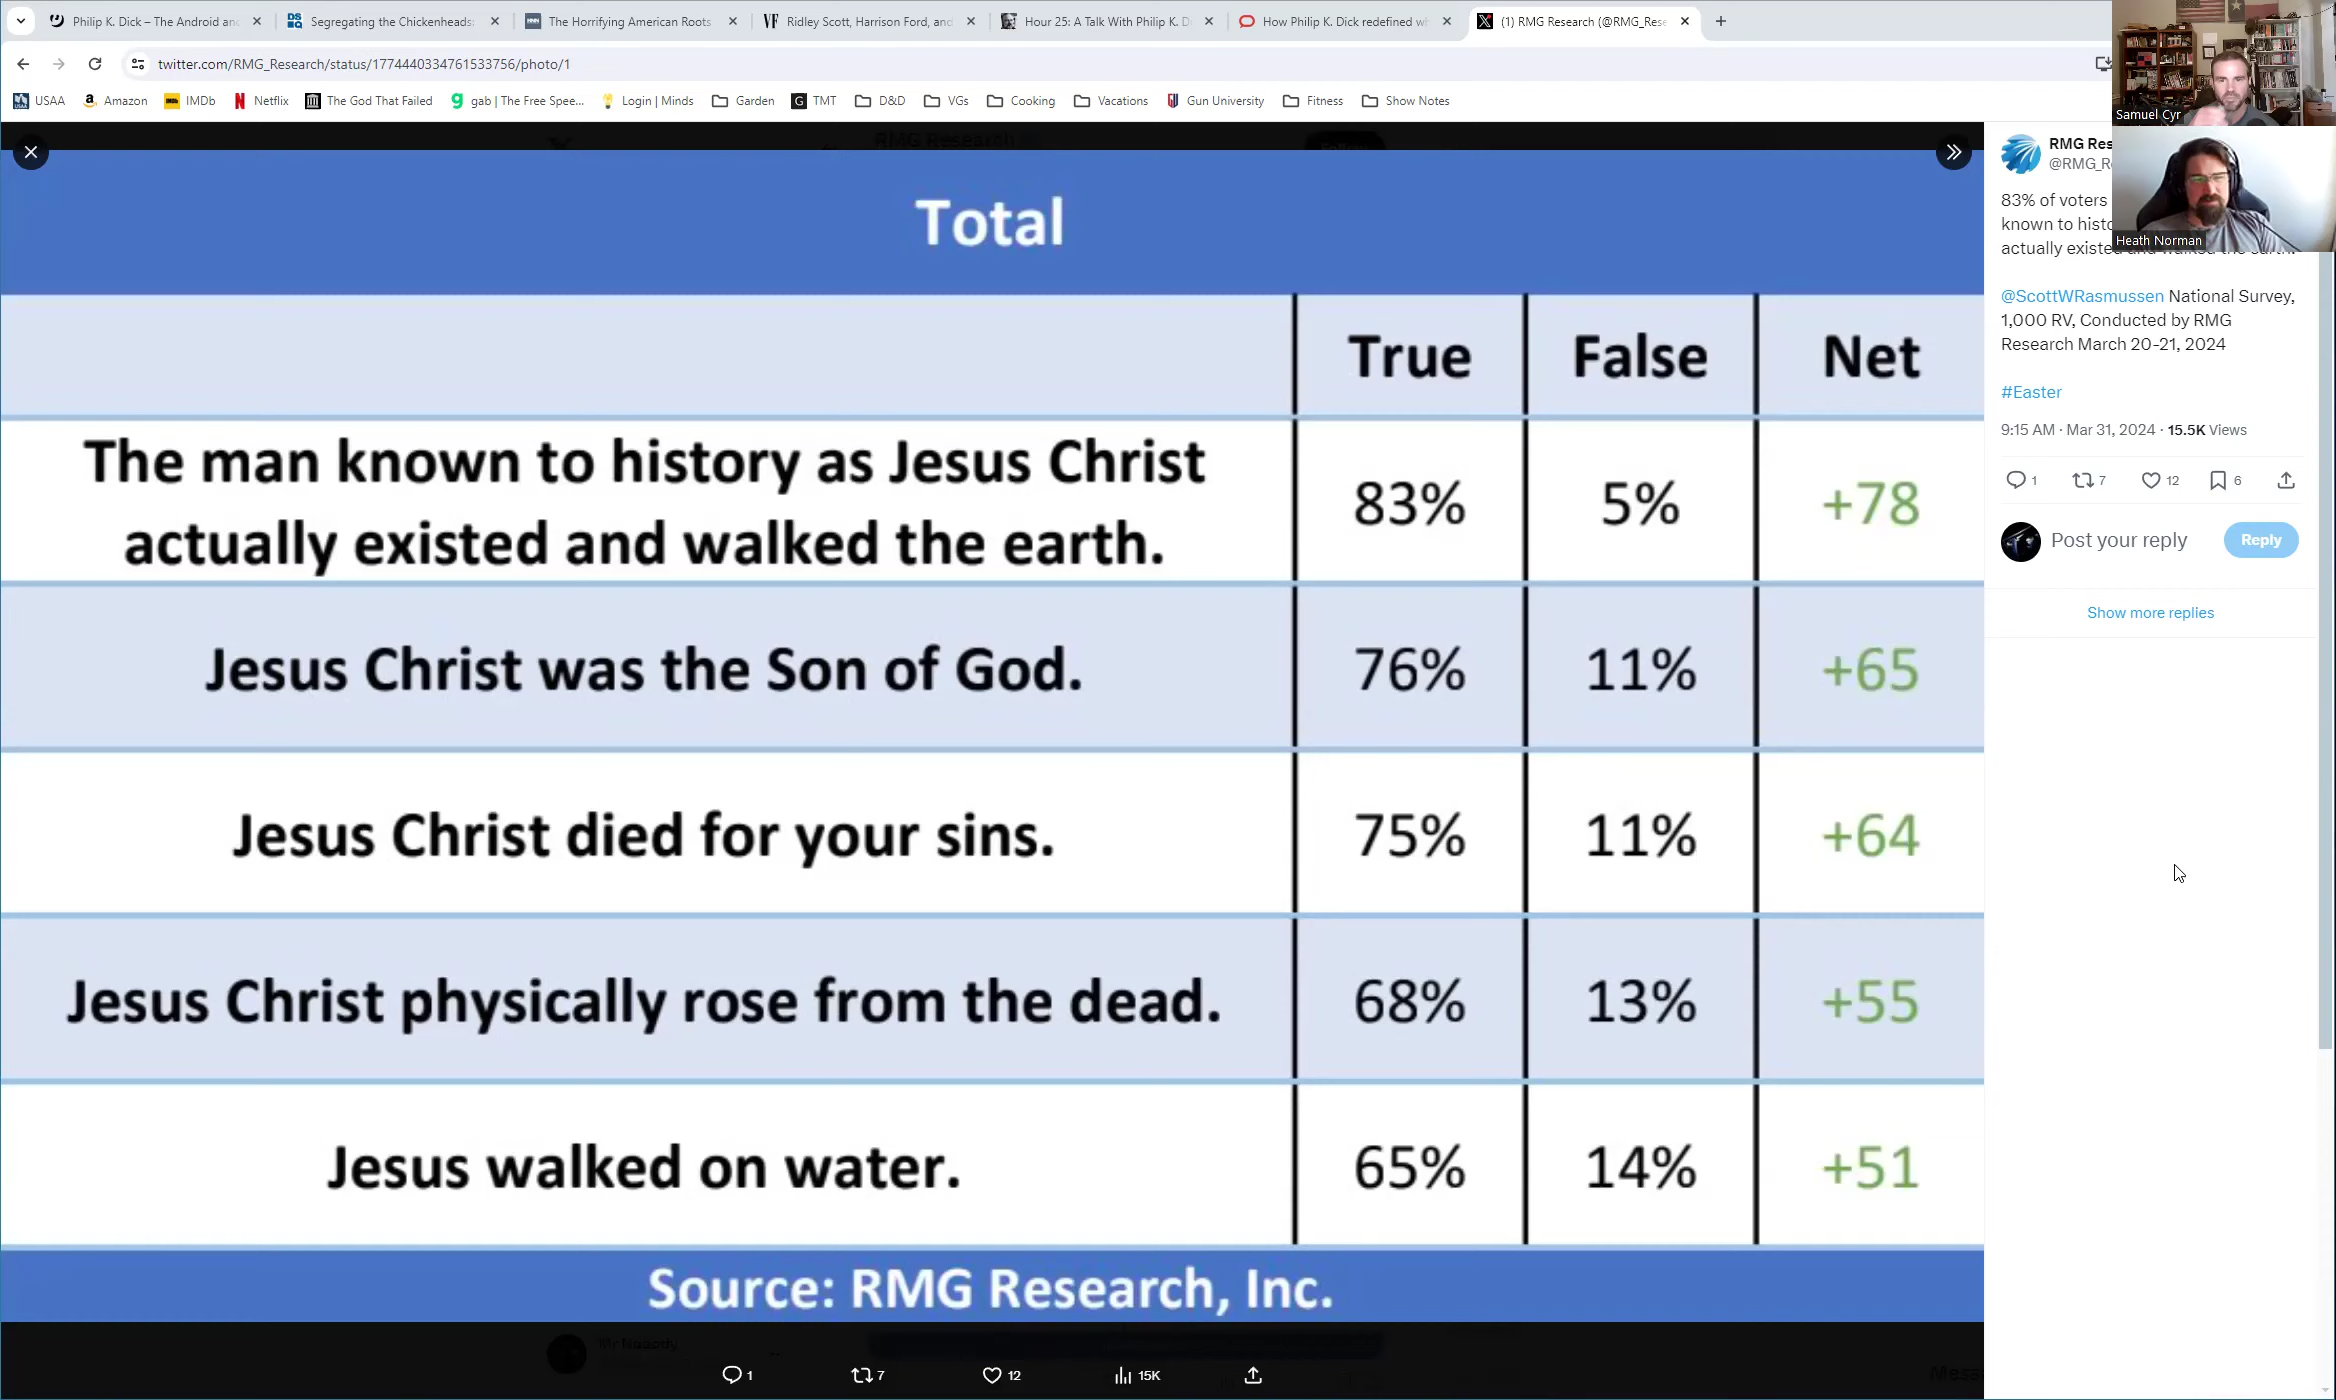 Philip K. Dick – The Android an
Segregating the Chickenheads:
The Horrifying American Roots
Ridley Scott, Harrison Ford, and
Hour 25: A Talk With Philip K. D
How Philip K. Dick redefined wh
(1) RMG Research (@RMG_Rese
twitter.com/RMG_Research/status/1774440334761533756/photo/1
USAA
Amazon
IMDb
Netflix
The God That Failed
gab | The Free Spee...
Login | Minds
Garden
TMT
D&D
VGs
Cooking
Vacations
Gun University
Fitness
Show Notes
Samuel Cyr
Heath Norman
Total
True False Net
The man known to history as Jesus Christ
actually existed and walked the earth.
83% 5% +78
Jesus Christ was the Son of God. 76% 11% +65
Jesus Christ died for your sins. 75% 11% +64
Jesus Christ physically rose from the dead. 68% 13% +55
Jesus walked on water. 65% 14% +51
Source: RMG Research, Inc.
1 7 12 15K
RMG Res
@RMG_R
83% of voters
known to histo
actually existed and walked the earth.
@ScottWRasmussen National Survey,
1,000 RV, Conducted by RMG
Research March 20-21, 2024
#Easter
9:15 AM · Mar 31, 2024 · 15.5K Views
1 7 12 6
Post your reply
Reply
Show more replies